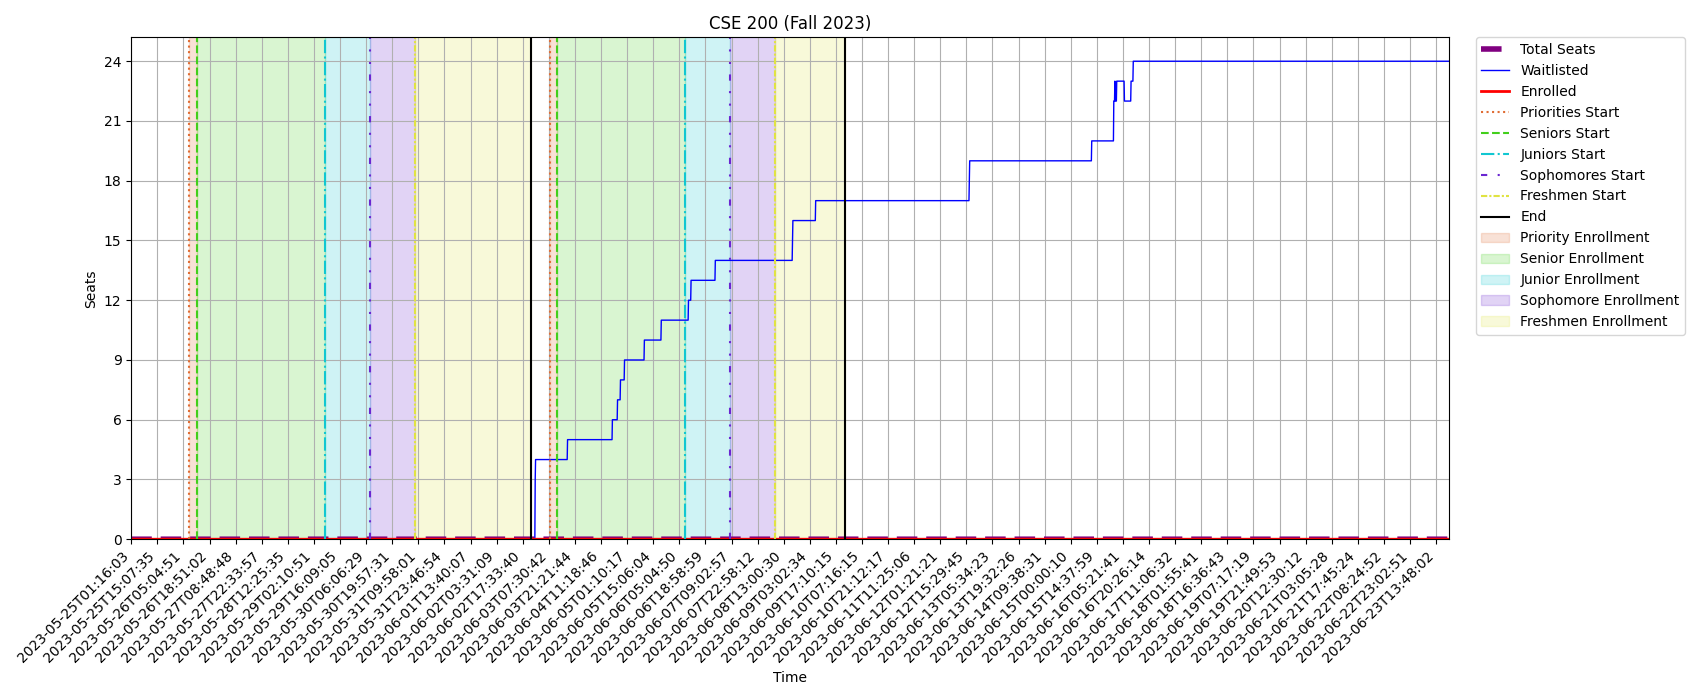 CSE 200 (Fall 2023)
Seats
24
21
18
15
12
9
6
3
0
2023-05-25T01:16:03
2023-05-25T15:07:35
2023-05-26T05:04:51
2023-05-26T18:51:02
2023-05-27T08:48:48
2023-05-27T22:33:57
2023-05-28T12:25:35
2023-05-29T02:10:51
2023-05-29T16:09:05
2023-05-30T06:06:29
2023-05-30T19:57:31
2023-05-31T09:58:01
2023-05-31T23:46:54
2023-06-01T13:40:07
2023-06-02T03:31:09
2023-06-02T17:33:40
2023-06-03T07:30:42
2023-06-03T21:21:44
2023-06-04T11:18:46
2023-06-05T01:10:17
2023-06-05T15:06:04
2023-06-06T05:04:50
2023-06-06T18:58:59
2023-06-07T09:02:57
2023-06-07T22:58:12
2023-06-08T13:00:30
2023-06-09T03:02:34
2023-06-09T17:10:15
2023-06-10T07:16:15
2023-06-10T21:12:17
2023-06-11T11:25:06
2023-06-12T01:21:21
2023-06-12T15:29:45
2023-06-13T05:34:23
2023-06-13T19:32:26
2023-06-14T09:38:31
2023-06-15T00:00:10
2023-06-15T14:37:59
2023-06-16T05:21:41
2023-06-16T20:26:14
2023-06-17T11:06:32
2023-06-18T01:55:41
2023-06-18T16:36:43
2023-06-19T07:17:19
2023-06-19T21:49:53
2023-06-20T12:30:12
2023-06-21T03:05:28
2023-06-21T17:45:24
2023-06-22T08:24:52
2023-06-22T23:02:51
2023-06-23T13:48:02
Time
Total Seats
Waitlisted
Enrolled
Priorities Start
Seniors Start
Juniors Start
Sophomores Start
Freshmen Start
End
Priority Enrollment
Senior Enrollment
Junior Enrollment
Sophomore Enrollment
Freshmen Enrollment